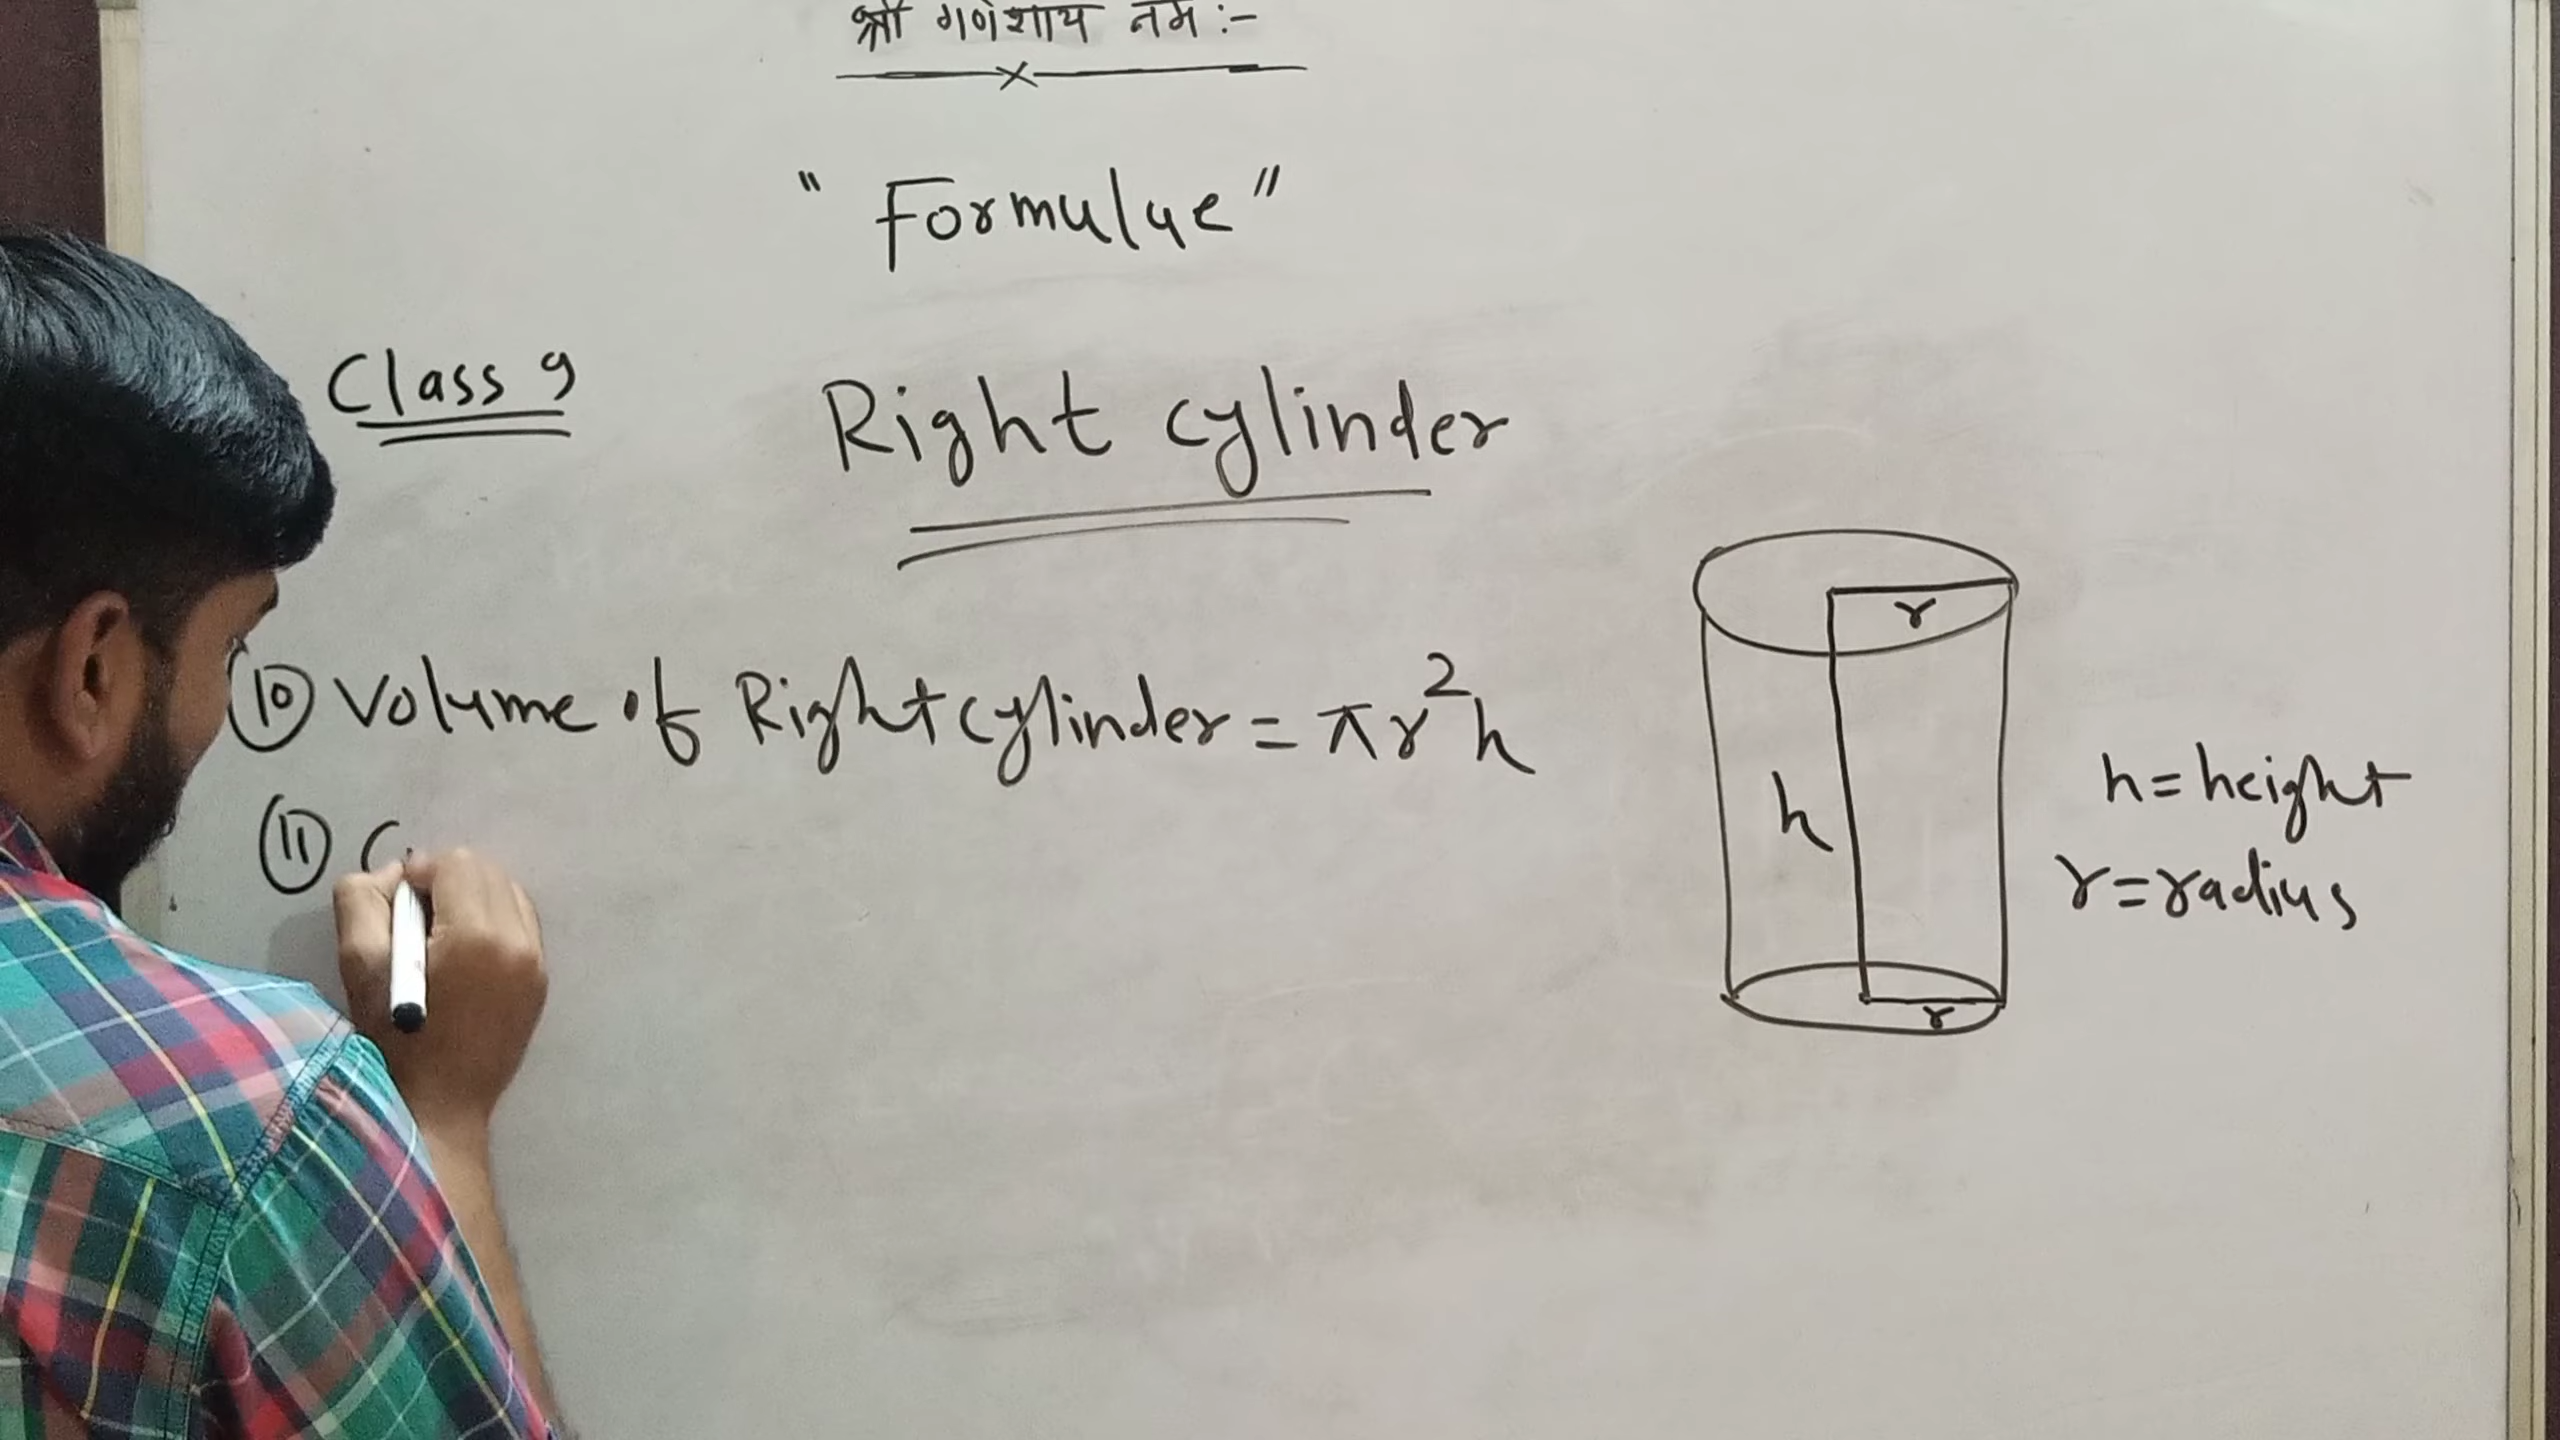 श्री गणेशाय नमः :-
" Formulae "
Class 9
Right cylinder
⑩ Volume of Right cylinder = πr²h
⑪ C
r
h
r
h = height
r = radius